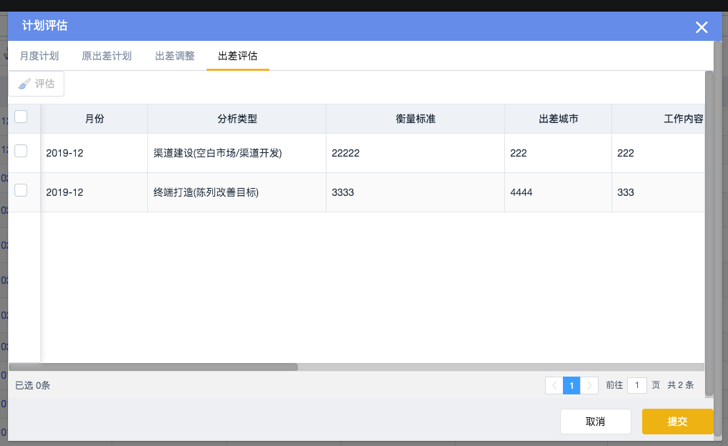 计划评估
月度计划 原出差计划 出差调整 出差评估
评估
月份 分析类型 衡量标准 出差城市 工作内容
2019-12 渠道建设(空白市场/渠道开发) 22222 222 222
2019-12 终端打造(陈列改善目标) 3333 4444 333
已选 0条 1 前往 1 页 共 2 条
取消 提交